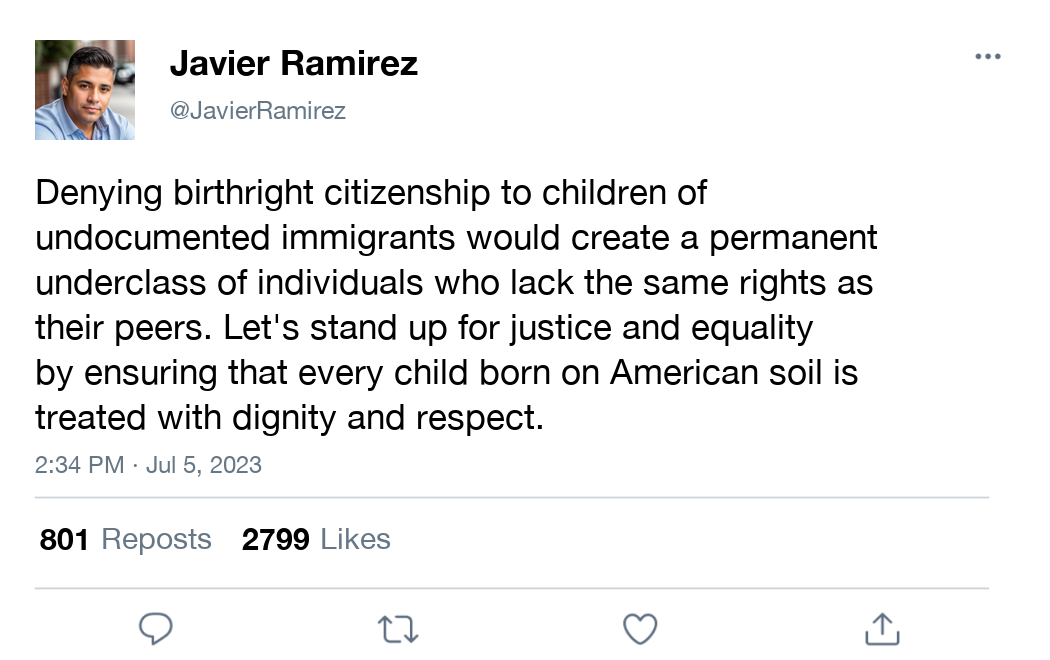 Javier Ramirez
@JavierRamirez
Denying birthright citizenship to children of
undocumented immigrants would create a permanent
underclass of individuals who lack the same rights as
their peers. Let's stand up for justice and equality
by ensuring that every child born on American soil is
treated with dignity and respect.
2:34 PM · Jul 5, 2023
801 Reposts 2799 Likes